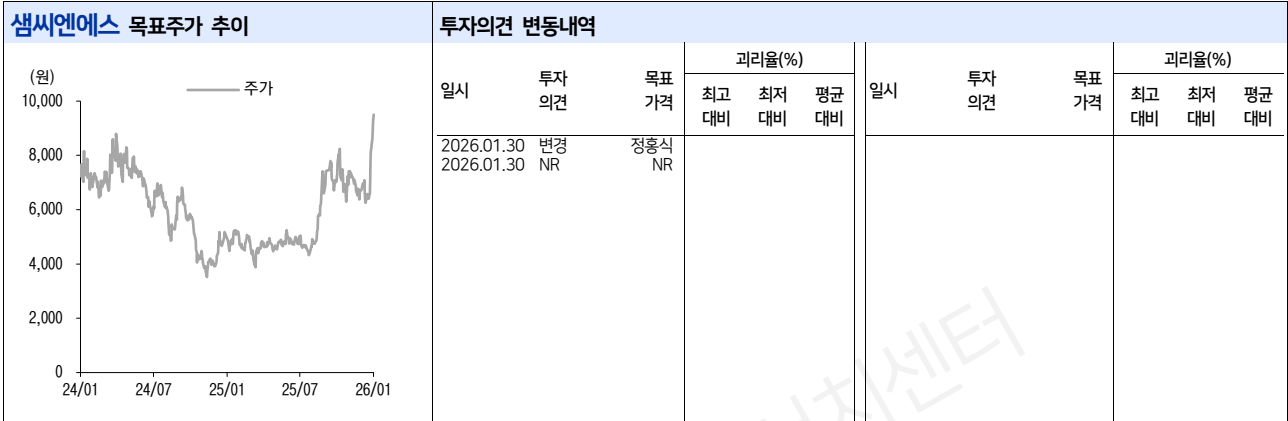 샘씨엔에스 목표주가 추이
투자의견 변동내역
(원)
주가
10,000
8,000
6,000
4,000
2,000
0
24/01 24/07 25/01 25/07 26/01
일시 투자의견 목표가격 괴리율(%)
최고대비 최저대비 평균대비
일시 투자의견 목표가격 괴리율(%)
최고대비 최저대비 평균대비
2026.01.30 변경 정홍식
2026.01.30 NR NR
치센터